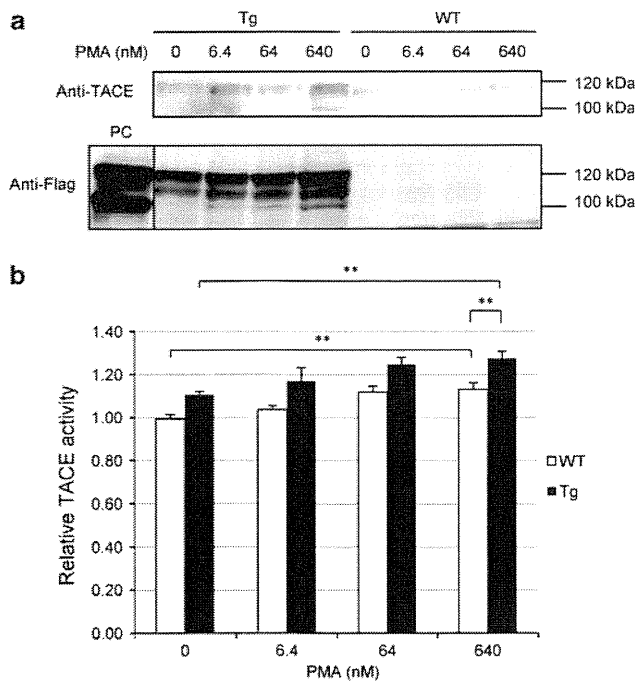 a
Tg WT
PMA (nM) 0 6.4 64 640 0 6.4 64 640
Anti-TACE 120 kDa
100 kDa
PC
Anti-Flag 120 kDa
100 kDa
b
**
**
**
1.40
1.20
1.00
0.80
0.60
0.40
0.20
0.00
Relative TACE activity
WT
Tg
0 6.4 64 640
PMA (nM)